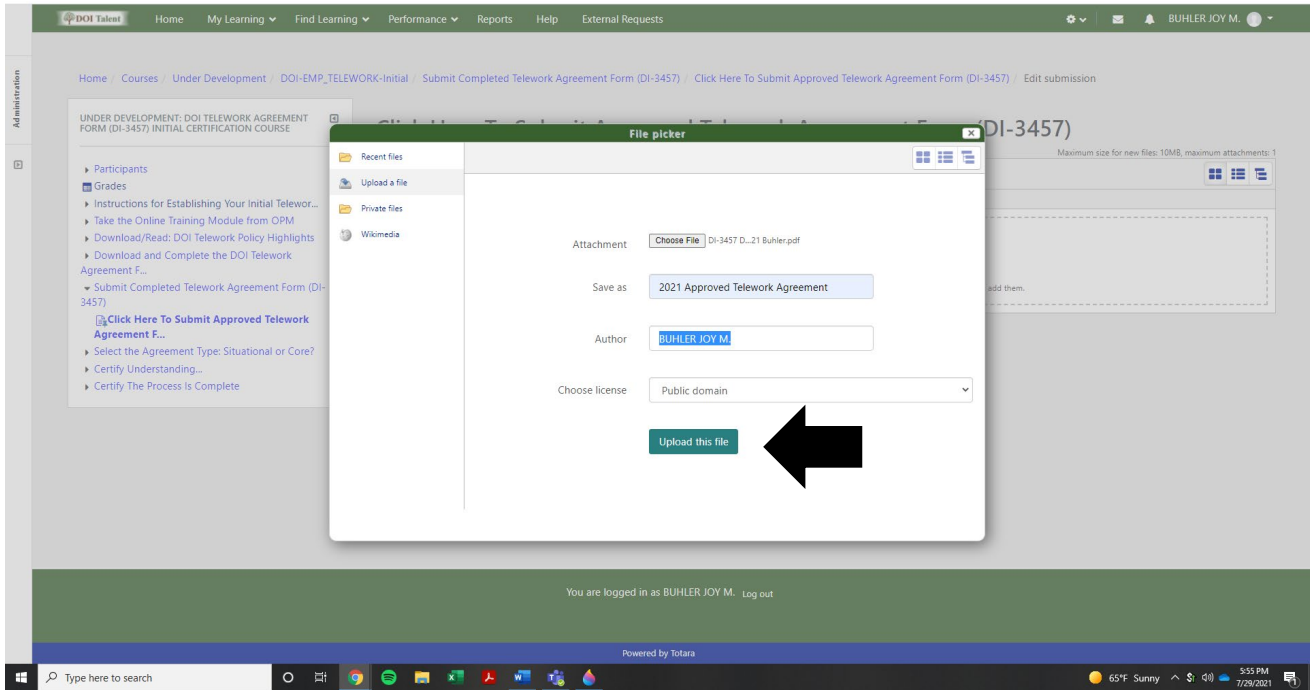 DOI Talent Home My Learning Find Learning Performance Reports Help External Requests BUHLER JOY M.
Administration
Home / Courses / Under Development / DOI-EMP_TELEWORK-Initial / Submit Completed Telework Agreement Form (DI-3457) / Click Here To Submit Approved Telework Agreement Form (DI-3457) / Edit submission
UNDER DEVELOPMENT: DOI TELEWORK AGREEMENT
FORM (DI-3457) INITIAL CERTIFICATION COURSE
Participants
Grades
Instructions for Establishing Your Initial Telewor...
Take the Online Training Module from OPM
Download/Read: DOI Telework Policy Highlights
Download and Complete the DOI Telework
Agreement F...
Submit Completed Telework Agreement Form (DI-
3457)
Click Here To Submit Approved Telework
Agreement F...
Select the Agreement Type: Situational or Core?
Certify Understanding...
Certify The Process Is Complete
DI-3457)
Maximum size for new files: 10MB, maximum attachments: 1
add them.
File picker
Recent files
Upload a file
Private files
Wikimedia
Attachment Choose File DI-3457 D...21 Buhler.pdf
Save as 2021 Approved Telework Agreement
Author BUHLER JOY M.
Choose license Public domain
Upload this file
You are logged in as BUHLER JOY M. Log out
Powered by Totara
Type here to search
65°F Sunny
5:55 PM
7/29/2021